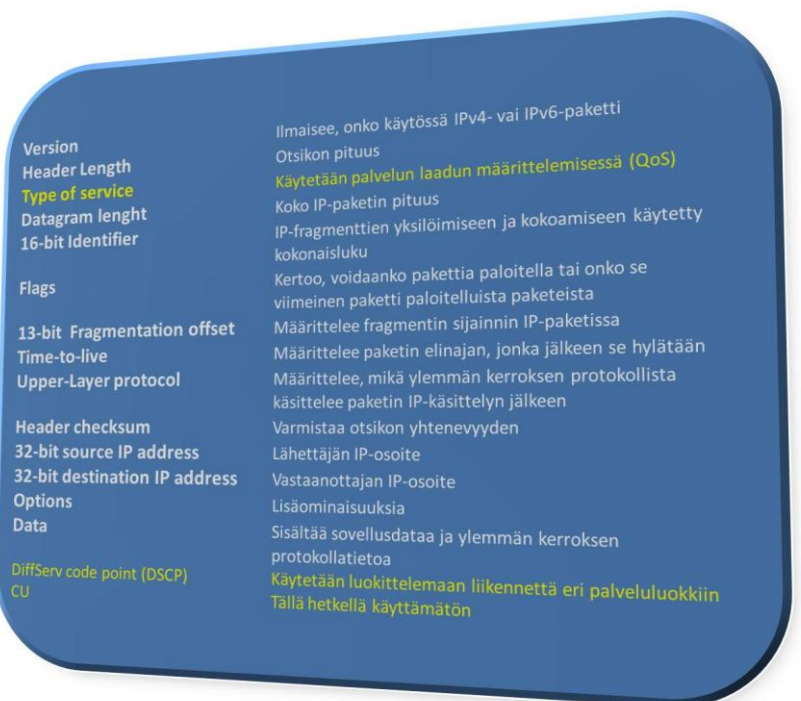 Version Ilmaisee, onko käytössä IPv4- vai IPv6-paketti
Header Length Otsikon pituus
Type of service Käytetään palvelun laadun määrittelemisessä (QoS)
Datagram lenght Koko IP-paketin pituus
16-bit Identifier IP-fragmenttien yksilöimiseen ja kokoamiseen käytetty
kokonaisluku
Flags Kertoo, voidaanko pakettia paloitella tai onko se
viimeinen paketti paloitelluista paketeista
13-bit Fragmentation offset Määrittelee fragmentin sijainnin IP-paketissa
Time-to-live Määrittelee paketin elinajan, jonka jälkeen se hylätään
Upper-Layer protocol Määrittelee, mikä ylemmän kerroksen protokollista
käsittelee paketin IP-käsittelyn jälkeen
Header checksum Varmistaa otsikon yhtenevyyden
32-bit source IP address Lähettäjän IP-osoite
32-bit destination IP address Vastaanottajan IP-osoite
Options Lisäominaisuuksia
Data Sisältää sovellusdataa ja ylemmän kerroksen
protokollatietoa
DiffServ code point (DSCP) Käytetään luokittelemaan liikennettä eri palveluluokkiin
CU Tällä hetkellä käyttämätön